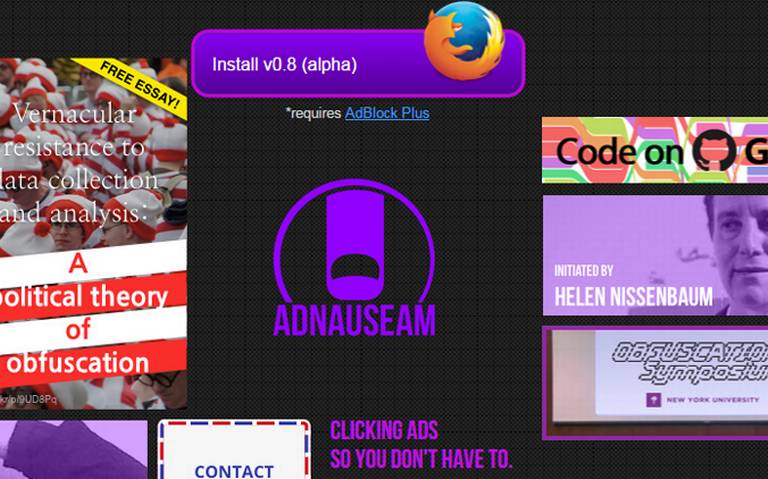 FREE ESSAY!
Vernacular
resistance to
data collection
and analysis:
A
political theory
of
obfuscation
kr/p/9UD8Pq
Install v0.8 (alpha)
*requires AdBlock Plus
ADNAUSEAM
CLICKING ADS
SO YOU DON'T HAVE TO.
CONTACT
Code on G
INITIATED BY
HELEN NISSENBAUM
OBFUSCATION
Symposium
NEW YORK UNIVERSITY